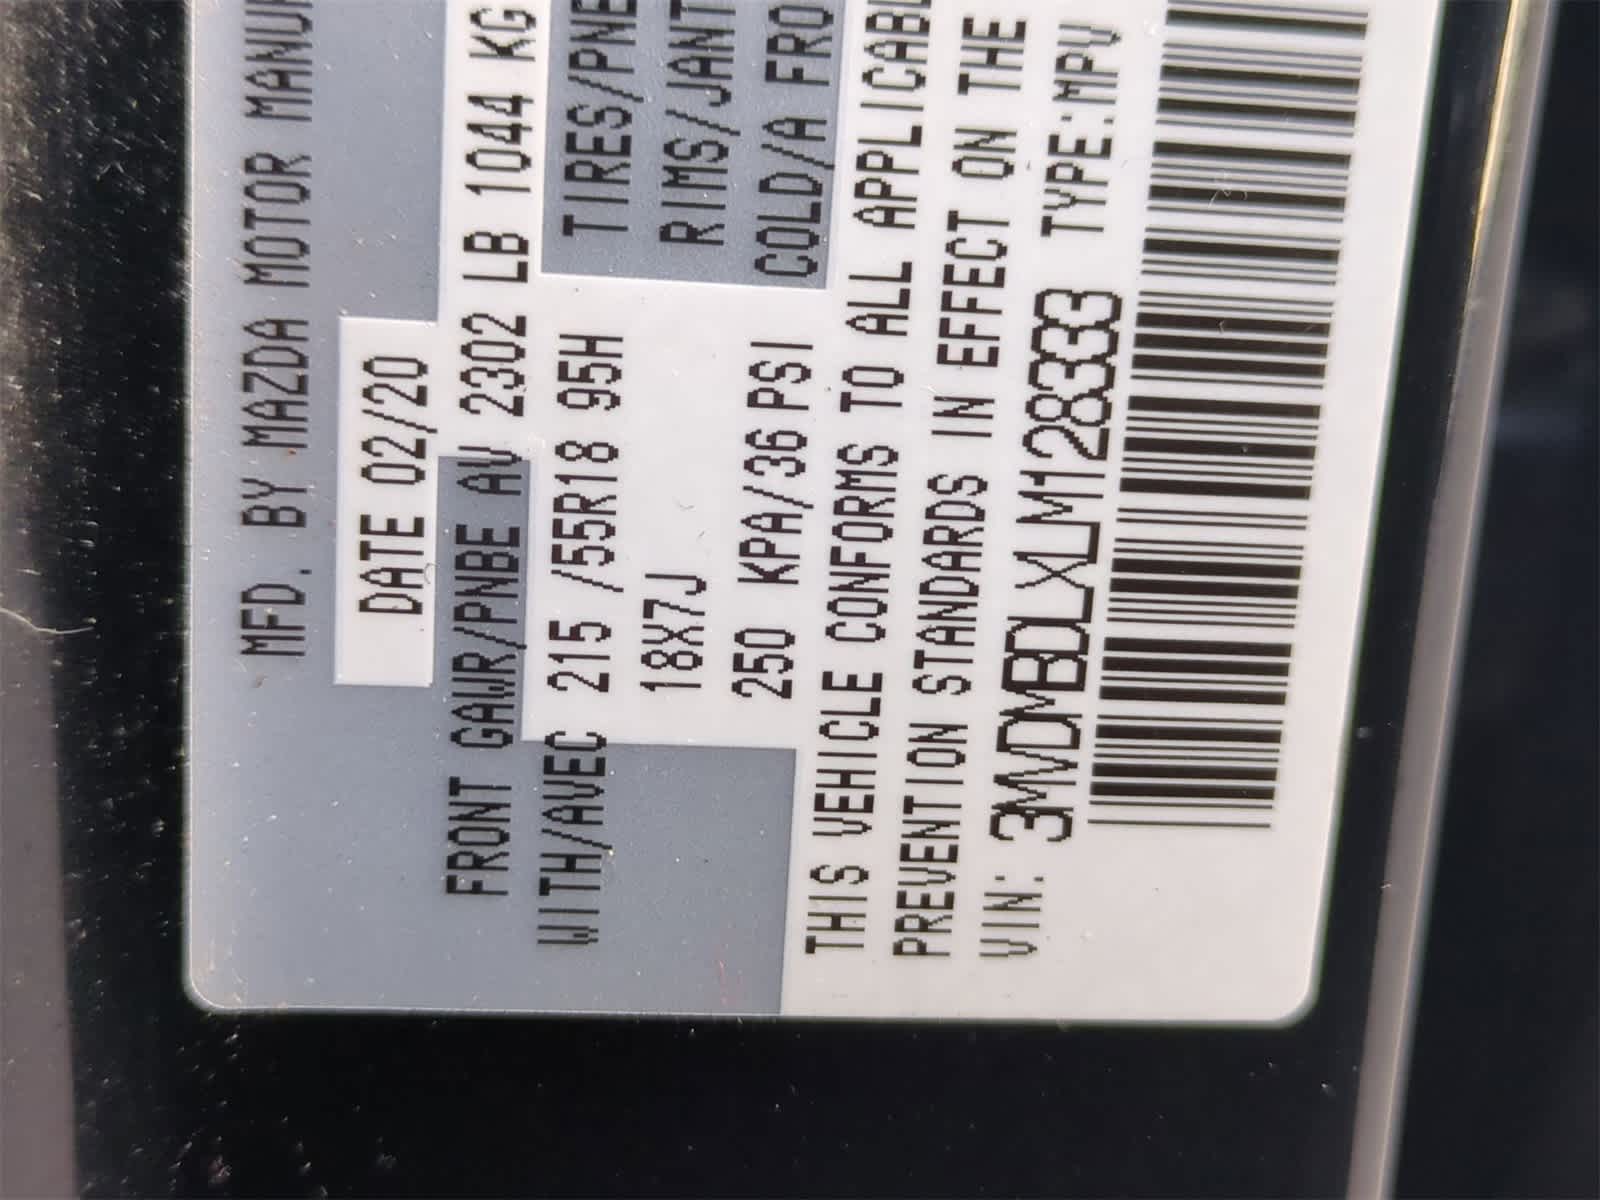 MFD. BY MAZDA MOTOR MANUF
DATE 02/20
FRONT GAWR/PNBE AV 2302 LB 1044 KG
WITH/AVEC 215 /55R18 95H TIRES/PNE
18X7J RIMS/JANT
250 KPA/36 PSI COLD/A FRO
THIS VEHICLE CONFORMS TO ALL APPLICABL
PREVENTION STANDARDS IN EFFECT ON THE
VIN: 3MVDMBDLXLM128333 TYPE:MPV